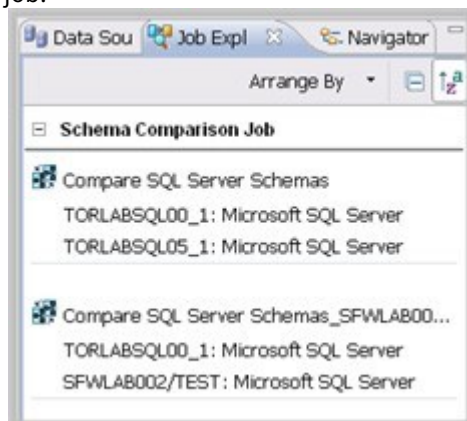 job.
Data Sou Job Expl Navigator
Arrange By
Schema Comparison Job
Compare SQL Server Schemas
TORLABSQL00_1: Microsoft SQL Server
TORLABSQL05_1: Microsoft SQL Server
Compare SQL Server Schemas_SFWLAB00...
TORLABSQL00_1: Microsoft SQL Server
SFWLAB002/TEST: Microsoft SQL Server